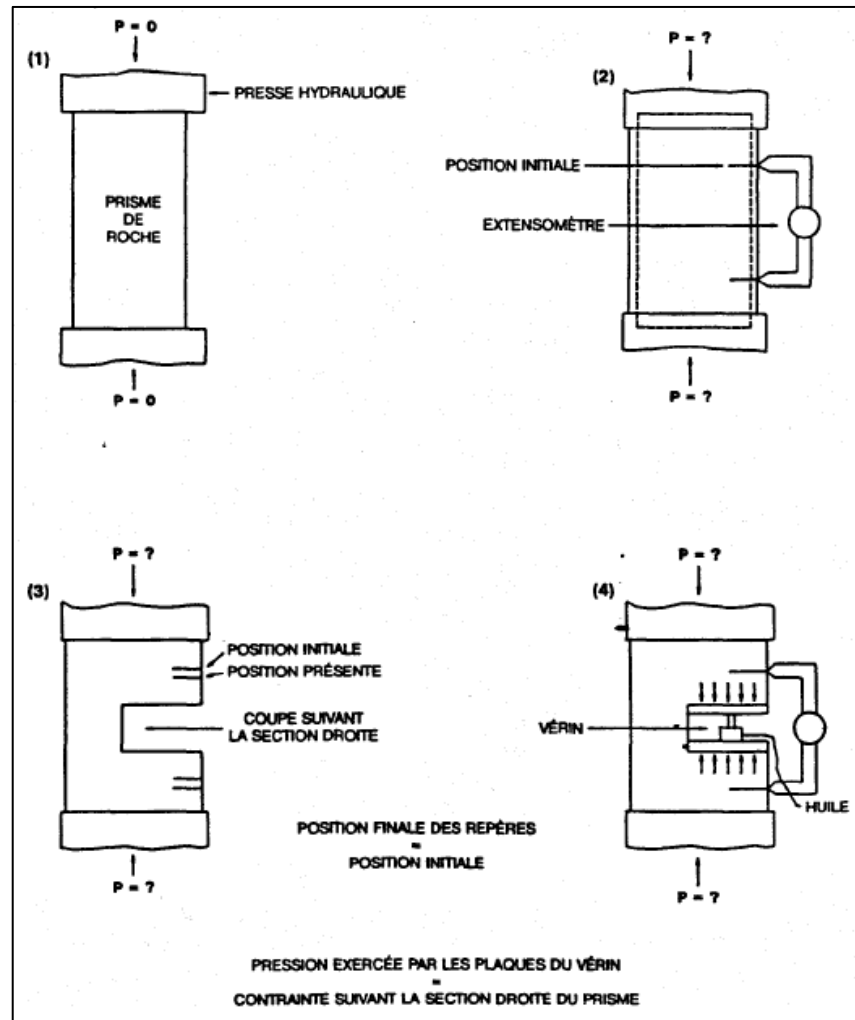 P = 0
(1)
PRESSE HYDRAULIQUE
PRISME
DE
ROCHE
P = 0
P = ?
(2)
POSITION INITIALE
EXTENSOMÈTRE
P = ?
P = ?
(3)
POSITION INITIALE
POSITION PRÉSENTE
COUPE SUIVANT
LA SECTION DROITE
P = ?
P = ?
(4)
VÉRIN
HUILE
P = ?
POSITION FINALE DES REPÈRES
=
POSITION INITIALE
PRESSION EXERCÉE PAR LES PLAQUES DU VÉRIN
=
CONTRAINTE SUIVANT LA SECTION DROITE DU PRISME